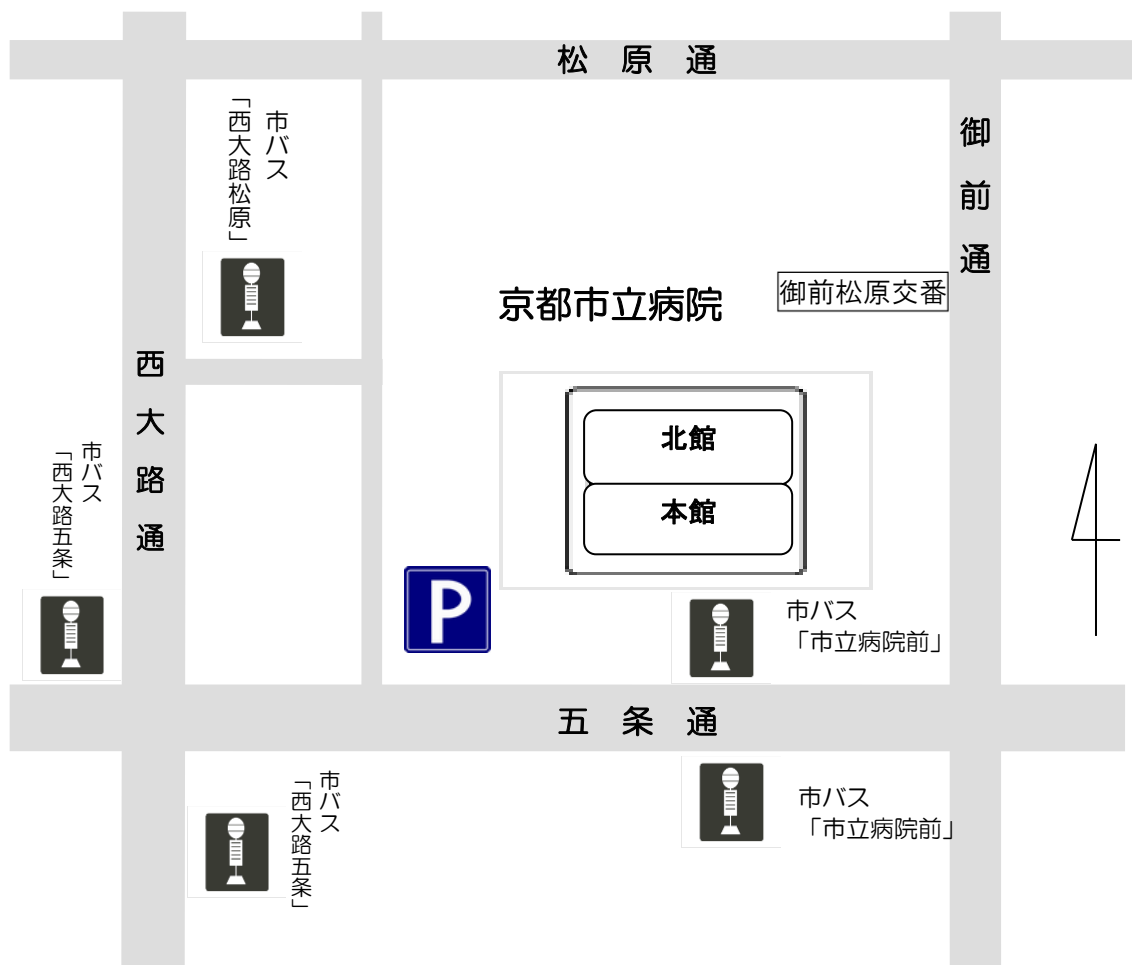 松原通
御前通
市バス
「西大路松原」
京都市立病院
御前松原交番
西大路通
北館
本館
市バス
「西大路五条」
P
市バス
「市立病院前」
五条通
市バス
「西大路五条」
市バス
「市立病院前」